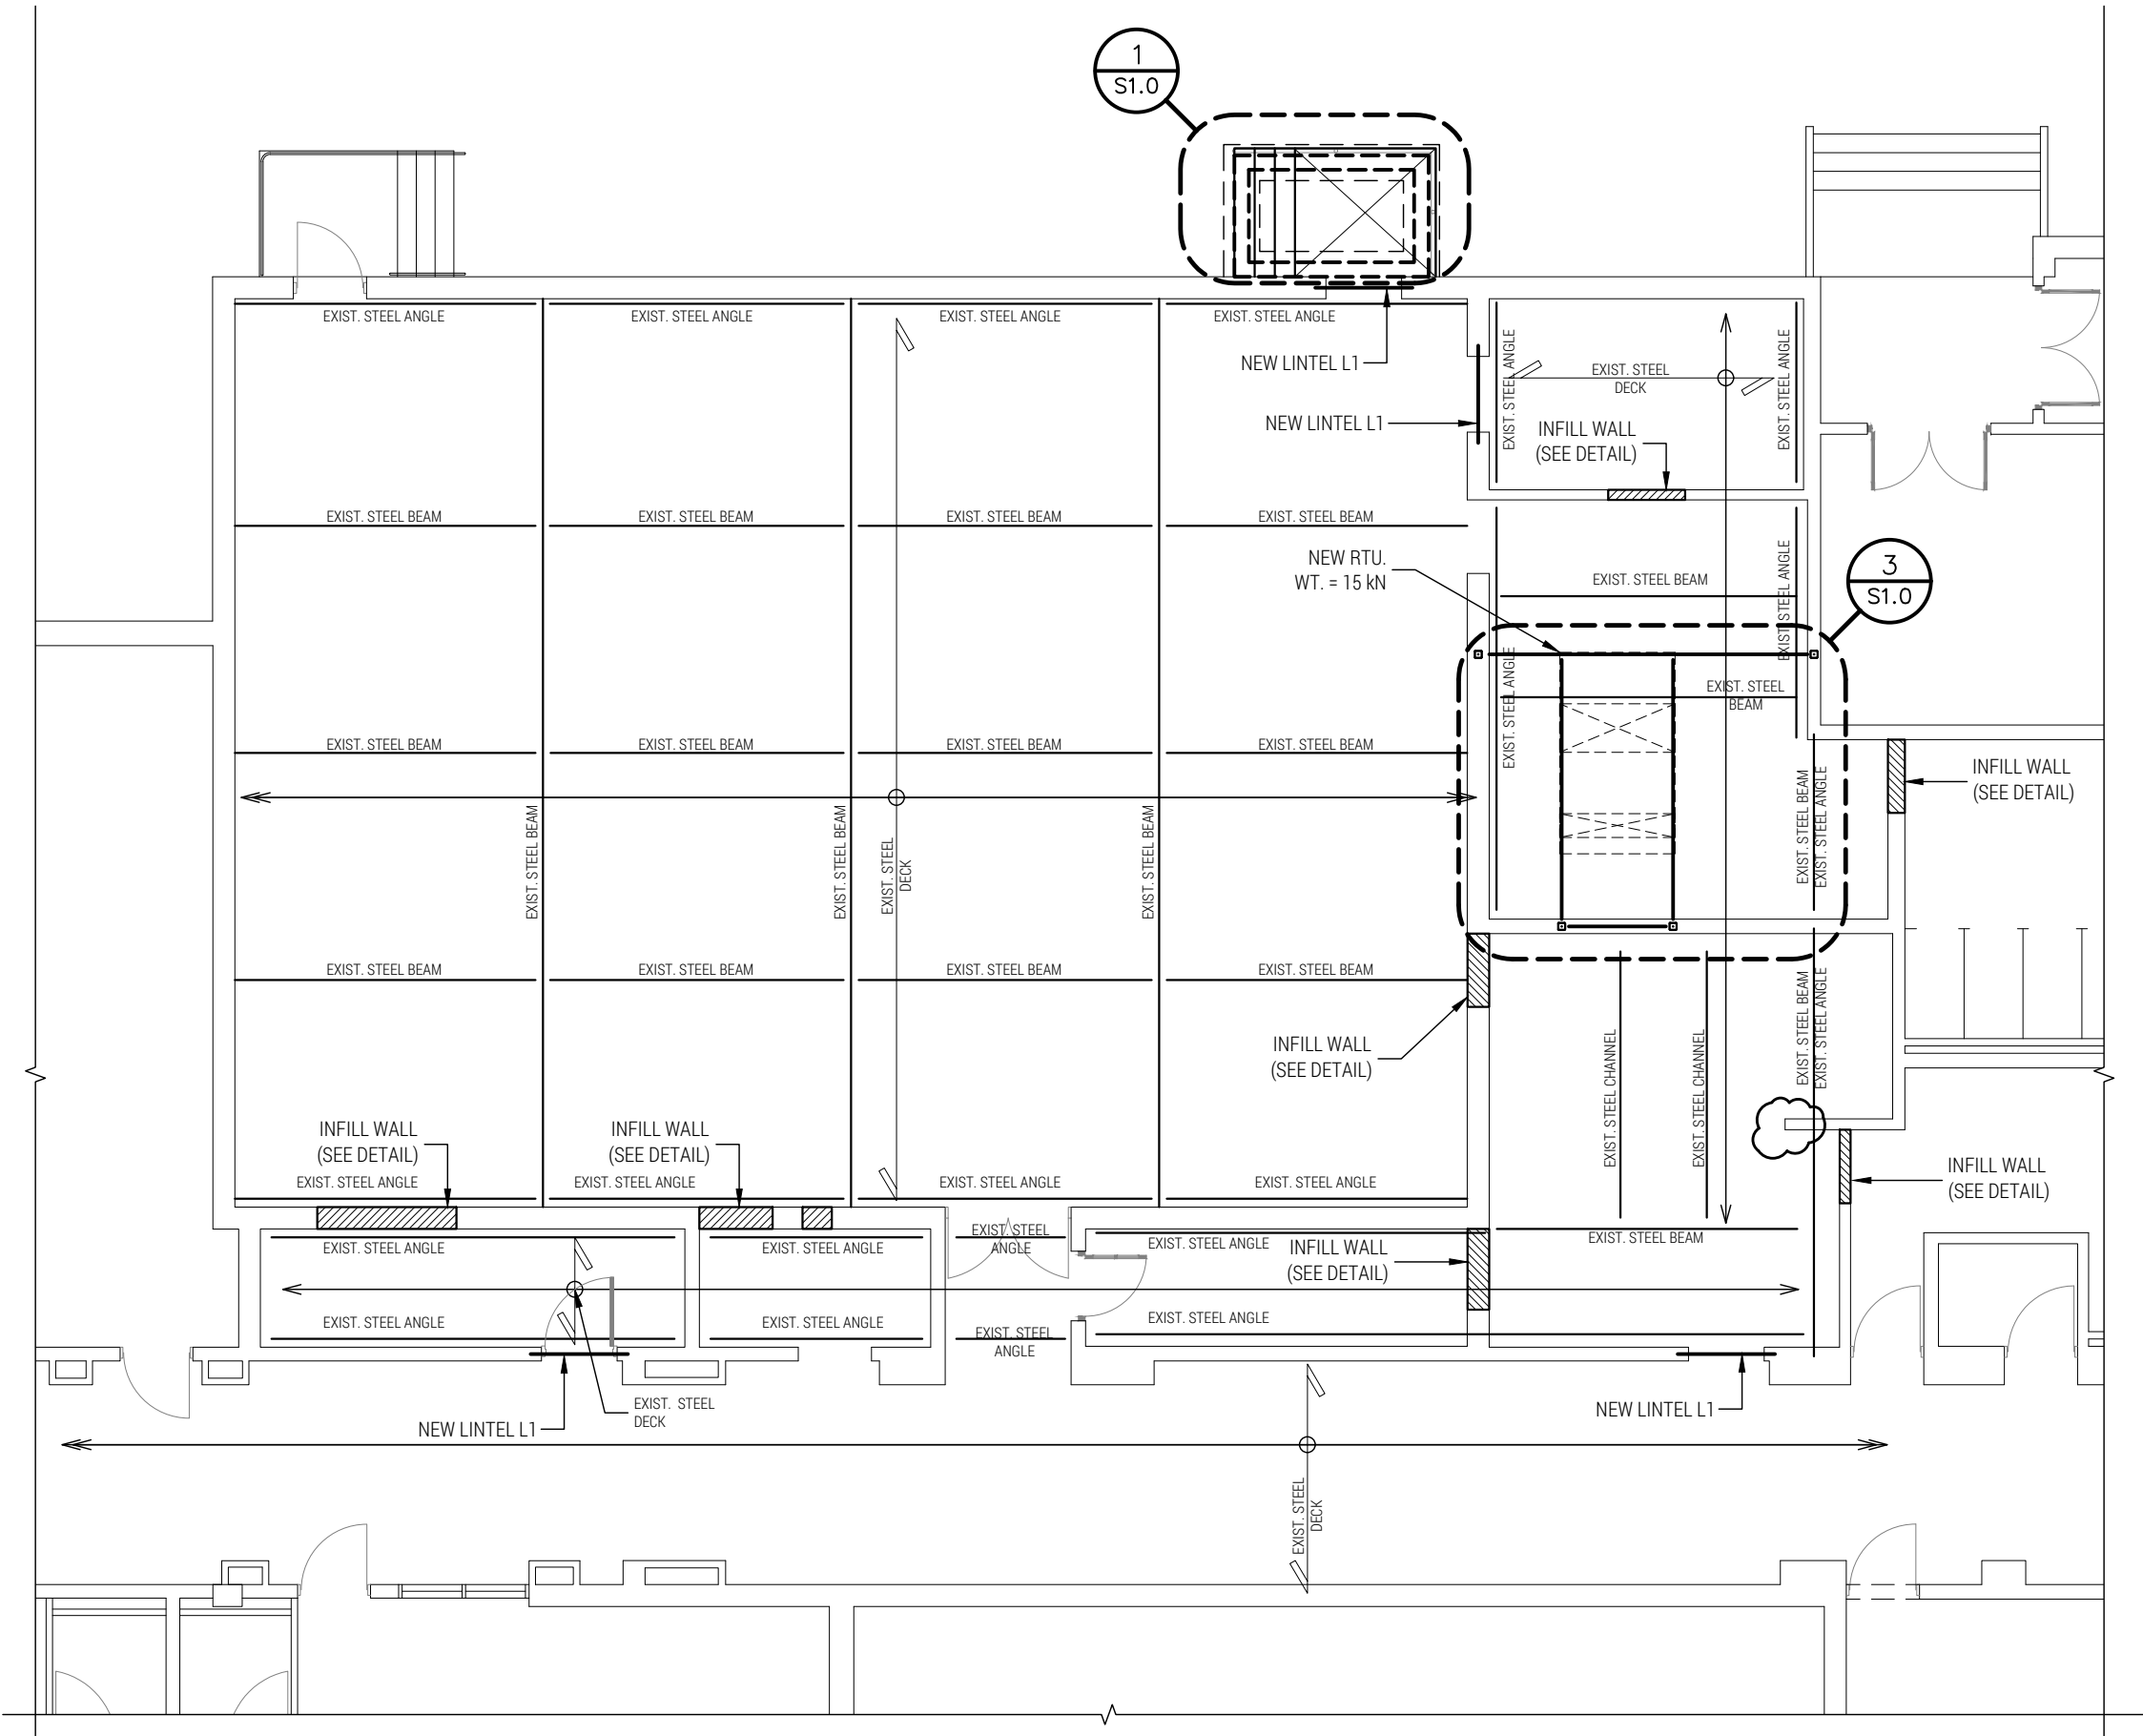 1
S1.0
EXIST. STEEL ANGLE
EXIST. STEEL ANGLE
EXIST. STEEL ANGLE
EXIST. STEEL ANGLE
NEW LINTEL L1
NEW LINTEL L1
EXIST. STEEL ANGLE
EXIST. STEEL
DECK
EXIST. STEEL ANGLE
INFILL WALL
(SEE DETAIL)
EXIST. STEEL BEAM
EXIST. STEEL BEAM
EXIST. STEEL BEAM
EXIST. STEEL BEAM
NEW RTU.
WT. = 15 kN
EXIST. STEEL BEAM
EXIST. STEEL ANGLE
3
S1.0
EXIST. STEEL ANGLE
EXIST. STEEL
BEAM
EXIST. STEEL BEAM
EXIST. STEEL BEAM
EXIST. STEEL BEAM
EXIST. STEEL BEAM
INFILL WALL
(SEE DETAIL)
EXIST. STEEL BEAM
EXIST. STEEL BEAM
EXIST. STEEL
DECK
EXIST. STEEL BEAM
EXIST. STEEL BEAM
EXIST. STEEL ANGLE
EXIST. STEEL BEAM
EXIST. STEEL BEAM
EXIST. STEEL BEAM
EXIST. STEEL BEAM
INFILL WALL
(SEE DETAIL)
EXIST. STEEL CHANNEL
EXIST. STEEL CHANNEL
EXIST. STEEL BEAM
EXIST. STEEL ANGLE
INFILL WALL
(SEE DETAIL)
INFILL WALL
(SEE DETAIL)
INFILL WALL
(SEE DETAIL)
EXIST. STEEL ANGLE
EXIST. STEEL ANGLE
EXIST. STEEL ANGLE
EXIST. STEEL ANGLE
EXIST. STEEL ANGLE
EXIST. STEEL ANGLE
EXIST. STEEL
ANGLE
EXIST. STEEL ANGLE
INFILL WALL
(SEE DETAIL)
EXIST. STEEL BEAM
EXIST. STEEL ANGLE
EXIST. STEEL ANGLE
EXIST. STEEL
ANGLE
EXIST. STEEL ANGLE
NEW LINTEL L1
EXIST. STEEL
DECK
NEW LINTEL L1
EXIST. STEEL
DECK